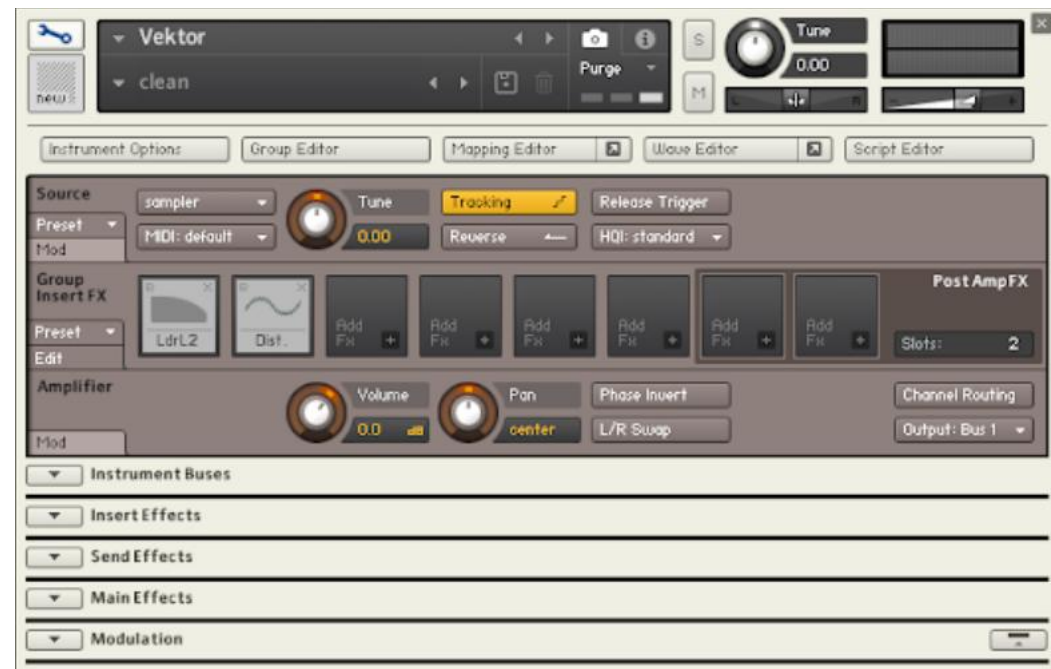 Vektor
Tune
S
Purge
0.00
clean
new
M
L R
Instrument Options Group Editor Mapping Editor Wave Editor Script Editor
Source
sampler Tune Tracking Release Trigger
Preset
MIDI: default 0.00 Reverse HQI: standard
Mod
Group
Insert FX
Post Amp FX
Preset
LdrL2 Dist. Add Fx Add Fx Add Fx Add Fx Add Fx Add Fx
Slots: 2
Edit
Amplifier
Volume Pan Phase Invert Channel Routing
0.0 dB center L/R Swap Output: Bus 1
Mod
Instrument Buses
Insert Effects
Send Effects
Main Effects
Modulation